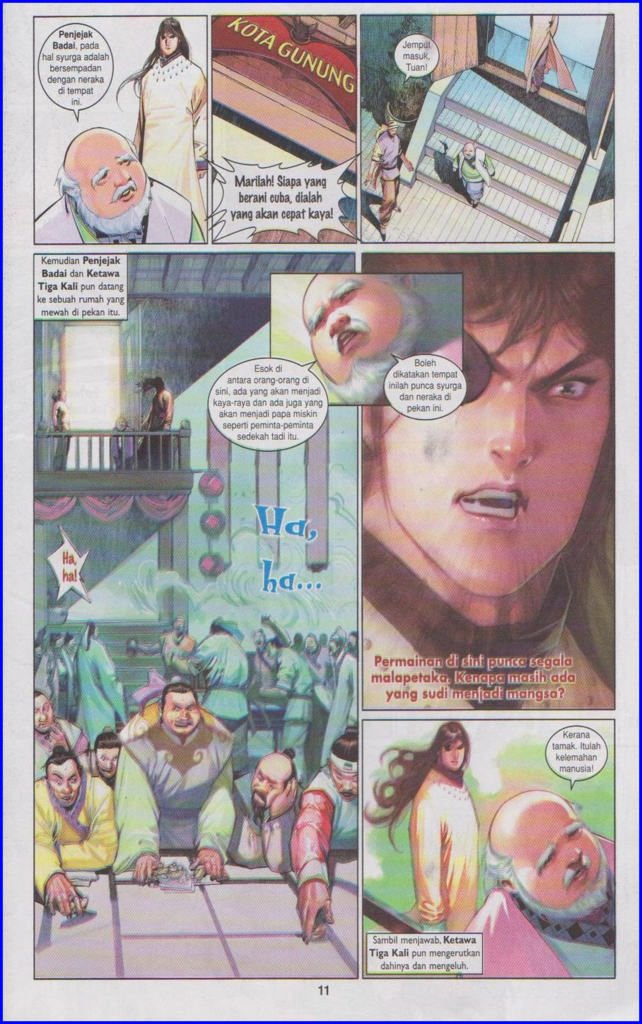 Penjejak
Badai, pada
hal syurga adalah
bersempadan
dengan neraka
di tempat
ini.
KOTA GUNUNG
Marilah! Siapa yang
berani cuba, dialah
yang akan cepat kaya!
Jemput
masuk,
Tuan!
Kemudian Penjejak
Badai dan Ketawa
Tiga Kali pun datang
ke sebuah rumah yang
mewah di pekan itu.
Esok di
antara orang-orang di
sini, ada yang akan menjadi
kaya-raya dan ada juga yang
akan menjadi papa miskin
seperti peminta-peminta
sedekah tadi itu.
Boleh
dikatakan tempat
inilah punca syurga
dan neraka di
pekan ini.
Ha,
ha!
Ha,
ha...
Permainan di sini punca segala
malapetaka. Kenapa masih ada
yang sudi menjadi mangsa?
Kerana
tamak. Itulah
kelemahan
manusia!
Sambil menjawab, Ketawa
Tiga Kali pun mengerutkan
dahinya dan mengeluh.
11